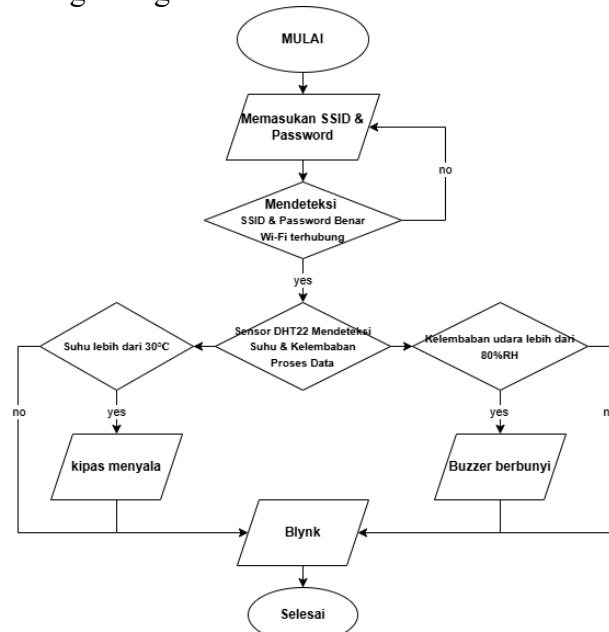 MULAI
Memasukan SSID &
Password
no
Mendeteksi
SSID & Password Benar
Wi-Fi terhubung
yes
Suhu lebih dari 30°C
Sensor DHT22 Mendeteksi
Suhu & Kelembaban
Proses Data
Kelembaban udara lebih dari
80%RH
no
yes
yes
kipas menyala
Buzzer berbunyi
Blynk
Selesai